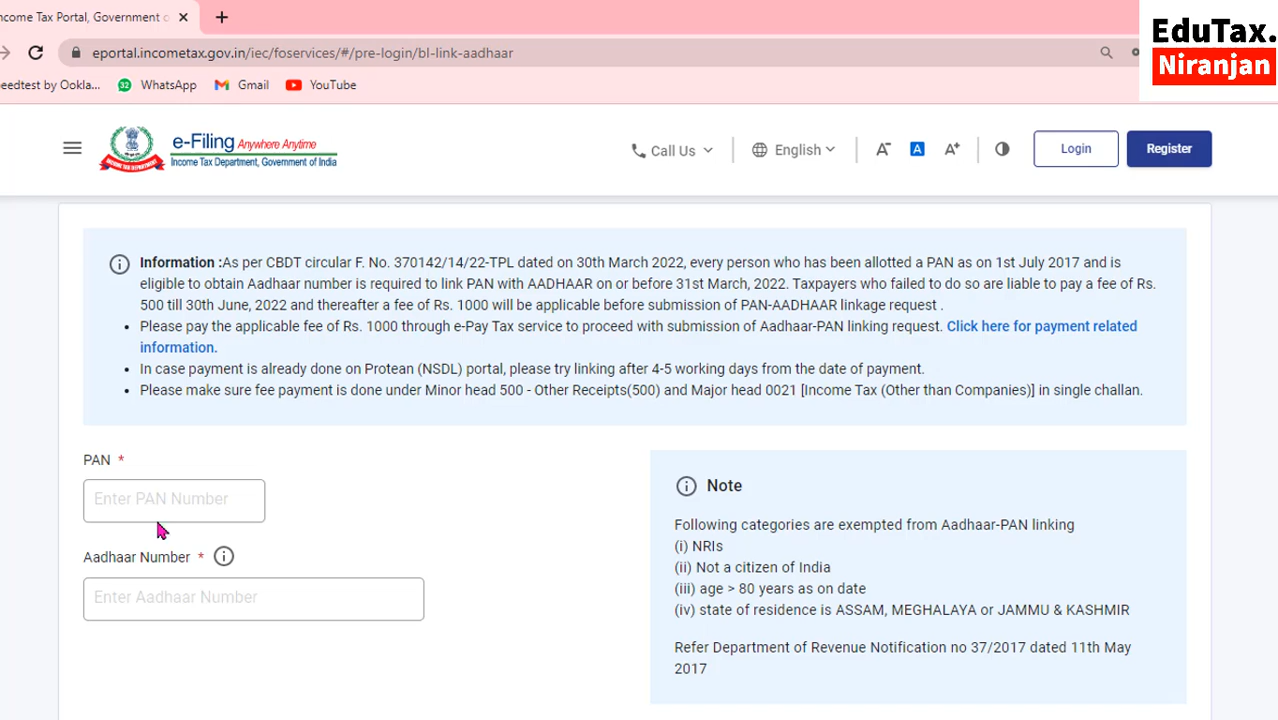 ncome Tax Portal, Government o
EduTax.
Niranjan
eportal.incometax.gov.in/iec/foservices/#/pre-login/bl-link-aadhaar
eedtest by Ookla...
32
WhatsApp
Gmail
YouTube
e-Filing Anywhere Anytime
Income Tax Department, Government of India
Call Us
English
A-
A
A+
Login
Register
Information :As per CBDT circular F. No. 370142/14/22-TPL dated on 30th March 2022, every person who has been allotted a PAN as on 1st July 2017 and is
eligible to obtain Aadhaar number is required to link PAN with AADHAAR on or before 31st March, 2022. Taxpayers who failed to do so are liable to pay a fee of Rs.
500 till 30th June, 2022 and thereafter a fee of Rs. 1000 will be applicable before submission of PAN-AADHAAR linkage request .
• Please pay the applicable fee of Rs. 1000 through e-Pay Tax service to proceed with submission of Aadhaar-PAN linking request. Click here for payment related
information.
• In case payment is already done on Protean (NSDL) portal, please try linking after 4-5 working days from the date of payment.
• Please make sure fee payment is done under Minor head 500 - Other Receipts(500) and Major head 0021 [Income Tax (Other than Companies)] in single challan.
PAN *
Enter PAN Number
Aadhaar Number *
Enter Aadhaar Number
Note
Following categories are exempted from Aadhaar-PAN linking
(i) NRIs
(ii) Not a citizen of India
(iii) age > 80 years as on date
(iv) state of residence is ASSAM, MEGHALAYA or JAMMU & KASHMIR
Refer Department of Revenue Notification no 37/2017 dated 11th May
2017